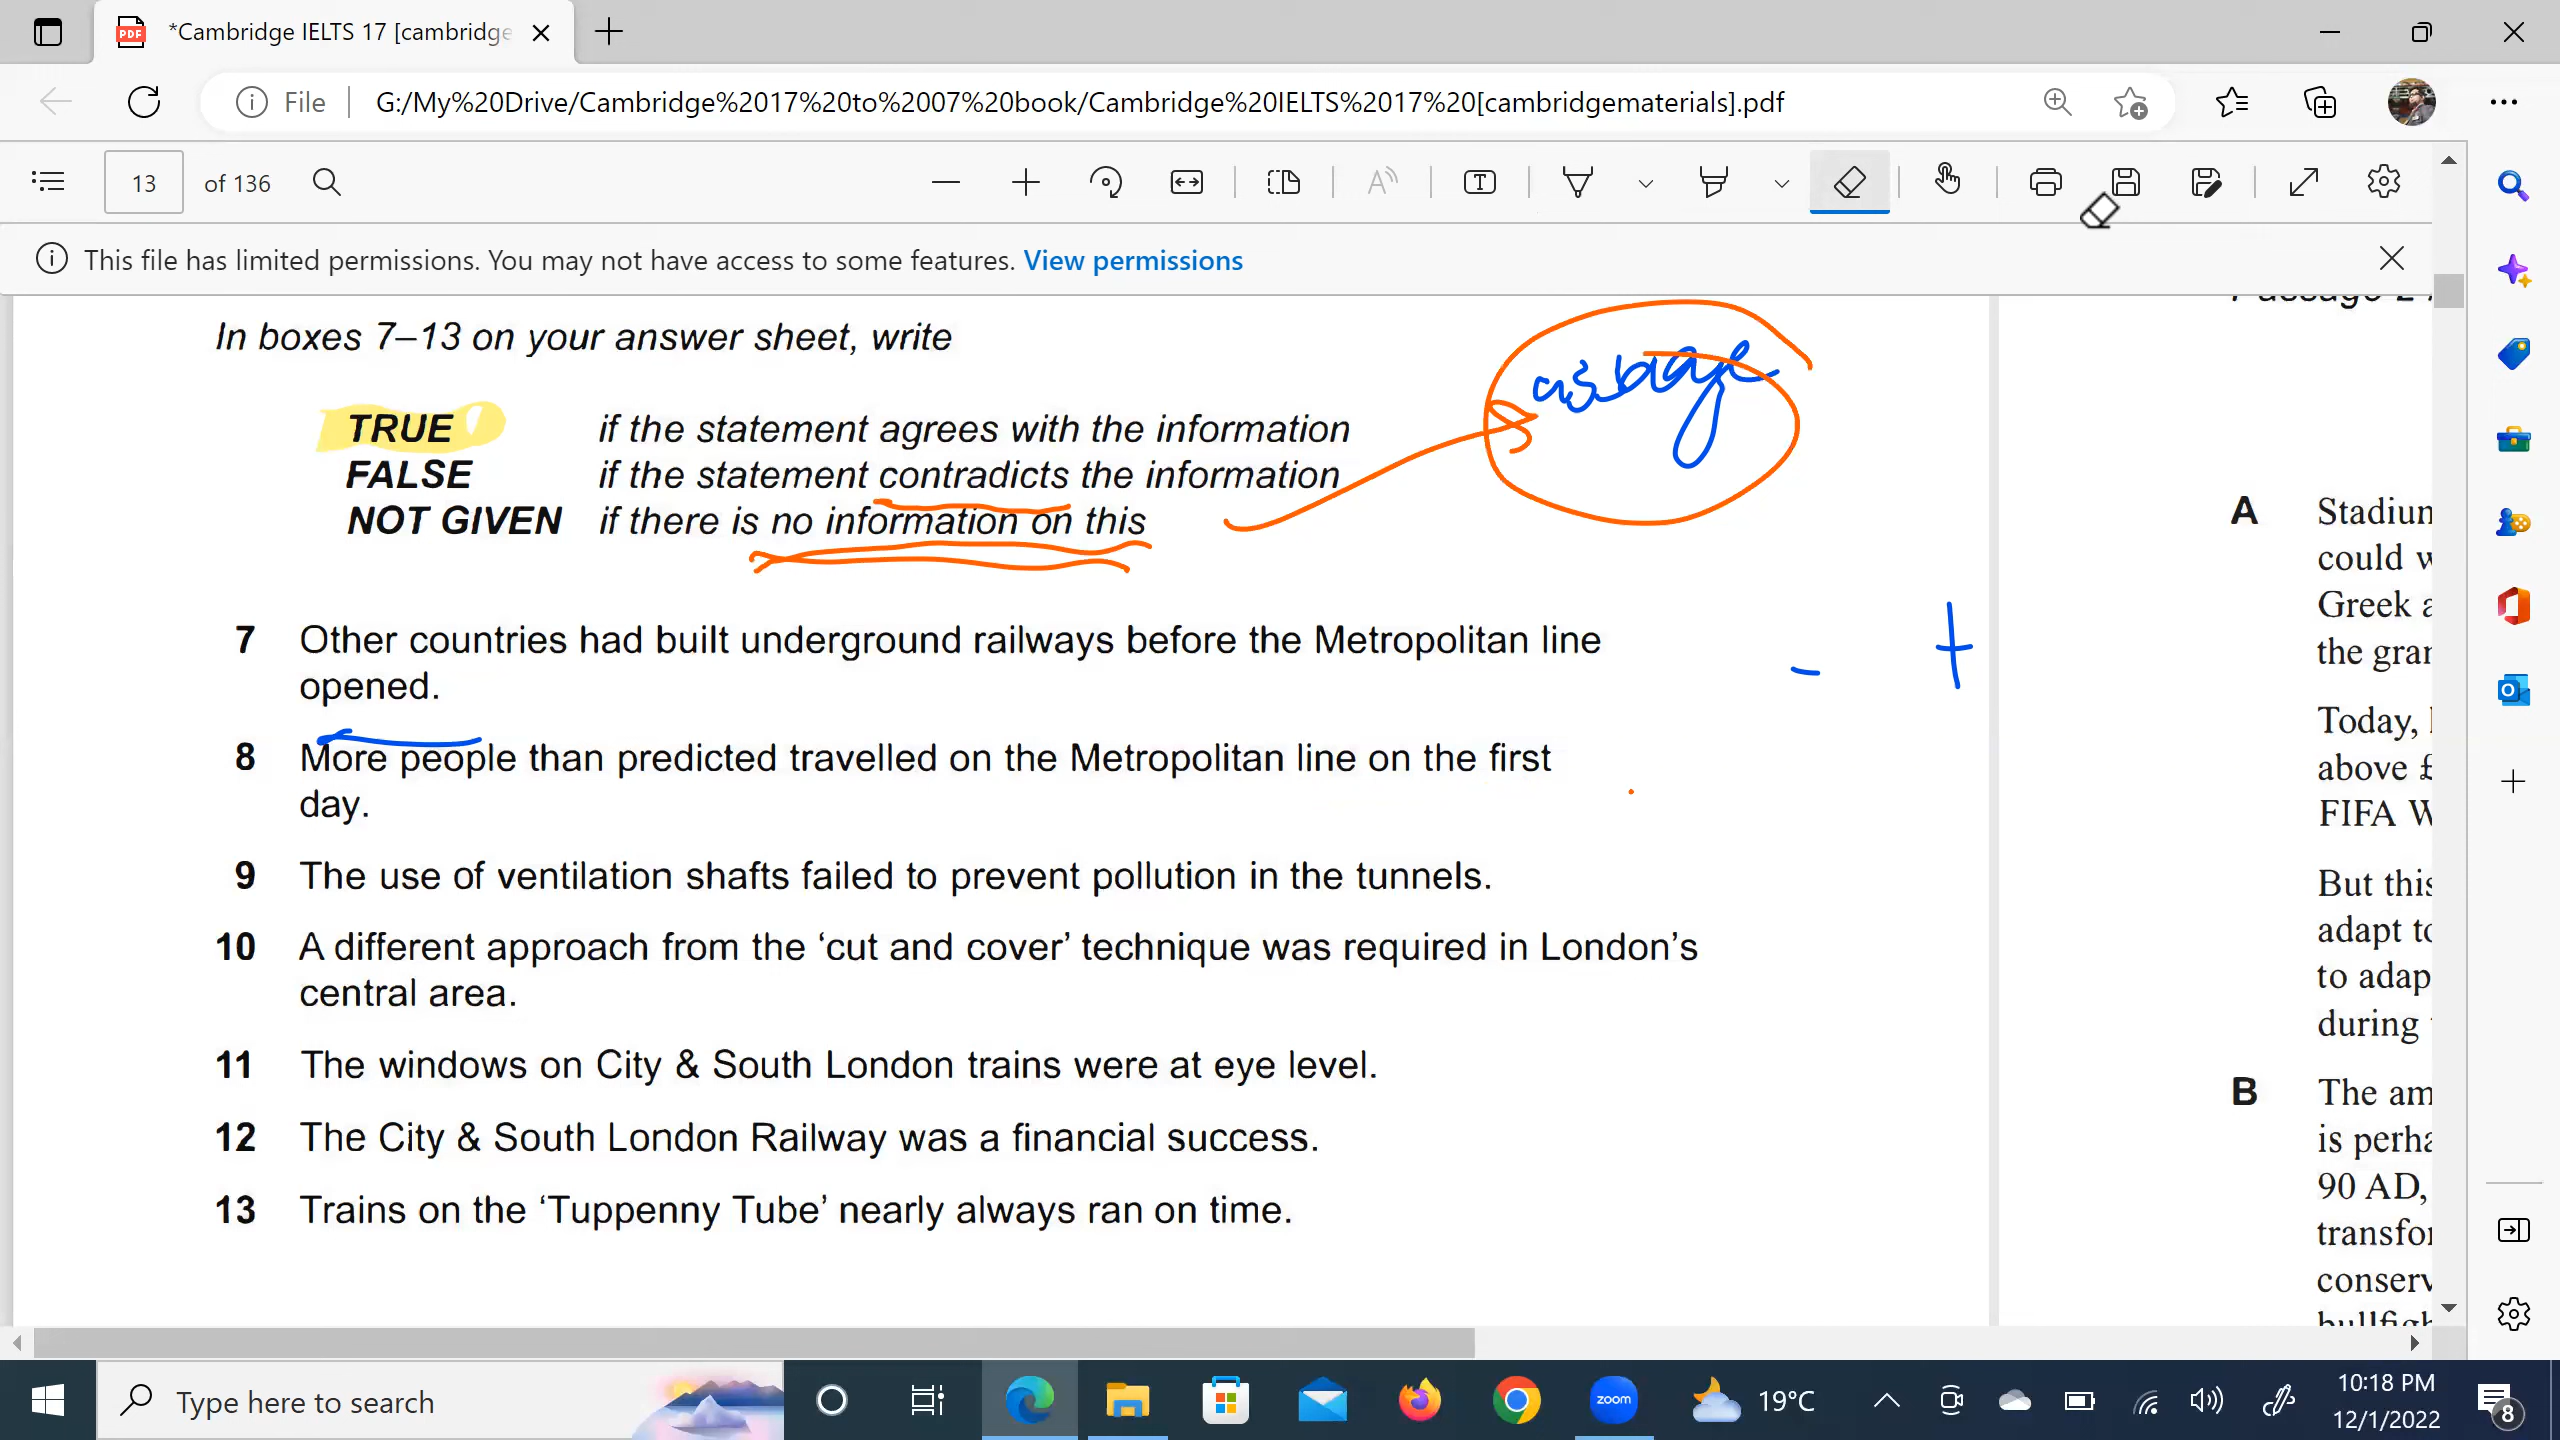 *Cambridge IELTS 17 [cambridge
File
G:/My%20Drive/Cambridge%2017%20to%2007%20book/Cambridge%20IELTS%2017%20[cambridgematerials].pdf
13 of 136
This file has limited permissions. You may not have access to some features. View permissions
In boxes 7–13 on your answer sheet, write
TRUE if the statement agrees with the information
FALSE if the statement contradicts the information
NOT GIVEN if there is no information on this
7 Other countries had built underground railways before the Metropolitan line
opened.
8 More people than predicted travelled on the Metropolitan line on the first
day.
9 The use of ventilation shafts failed to prevent pollution in the tunnels.
10 A different approach from the ‘cut and cover’ technique was required in London’s
central area.
11 The windows on City & South London trains were at eye level.
12 The City & South London Railway was a financial success.
13 Trains on the ‘Tuppenny Tube’ nearly always ran on time.
- +
A Stadiun
could w
Greek a
the gran
Today,
above £
FIFA W
But this
adapt to
to adap
during
B The am
is perha
90 AD,
transfor
conserv
Type here to search
zoom
19°C
10:18 PM
12/1/2022
8